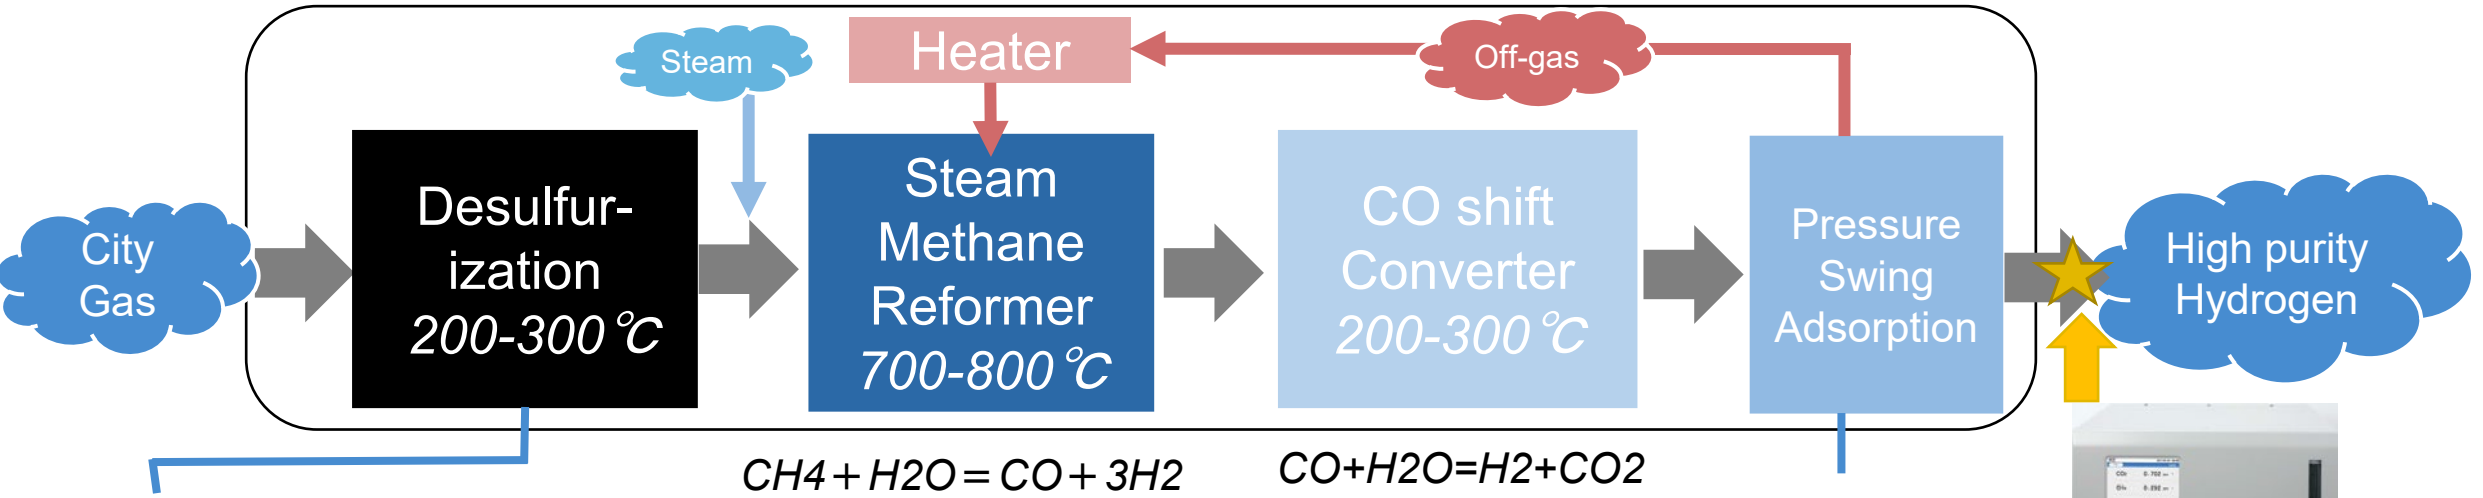 Steam
Heater
Off-gas
City
Gas
Desulfur-
ization
200-300℃
Steam
Methane
Reformer
700-800℃
CO shift
Converter
200-300℃
Pressure
Swing
Adsorption
High purity
Hydrogen
CH4+H2O=CO+3H2
CO+H2O=H2+CO2